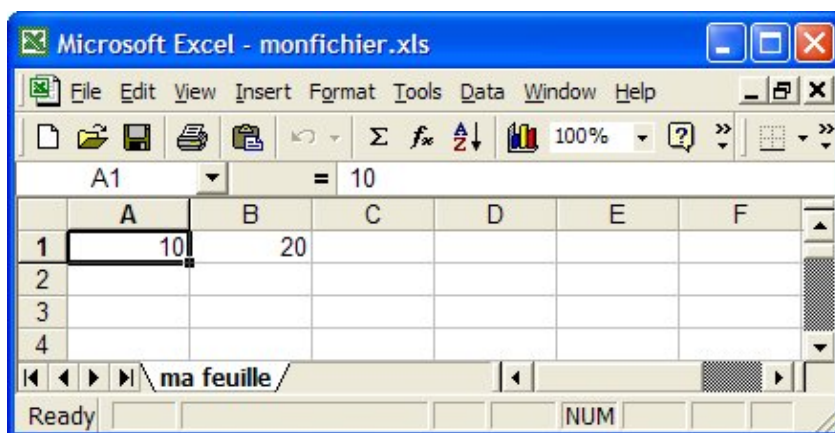 Microsoft Excel - monfichier.xls
File Edit View Insert Format Tools Data Window Help
Σ fx A Z 100% ? »
A1 = 10
A B C D E F
1 10 20
2
3
4
ma feuille
Ready NUM